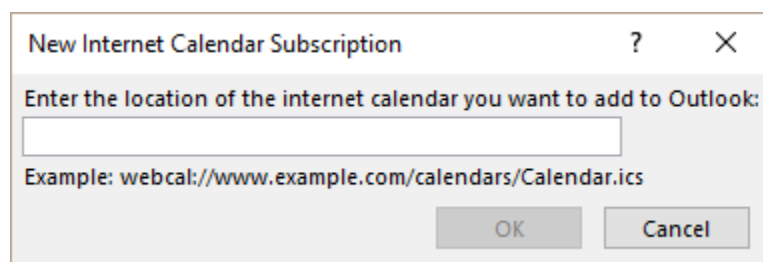 New Internet Calendar Subscription ? ×
Enter the location of the internet calendar you want to add to Outlook:
Example: webcal://www.example.com/calendars/Calendar.ics
OK Cancel